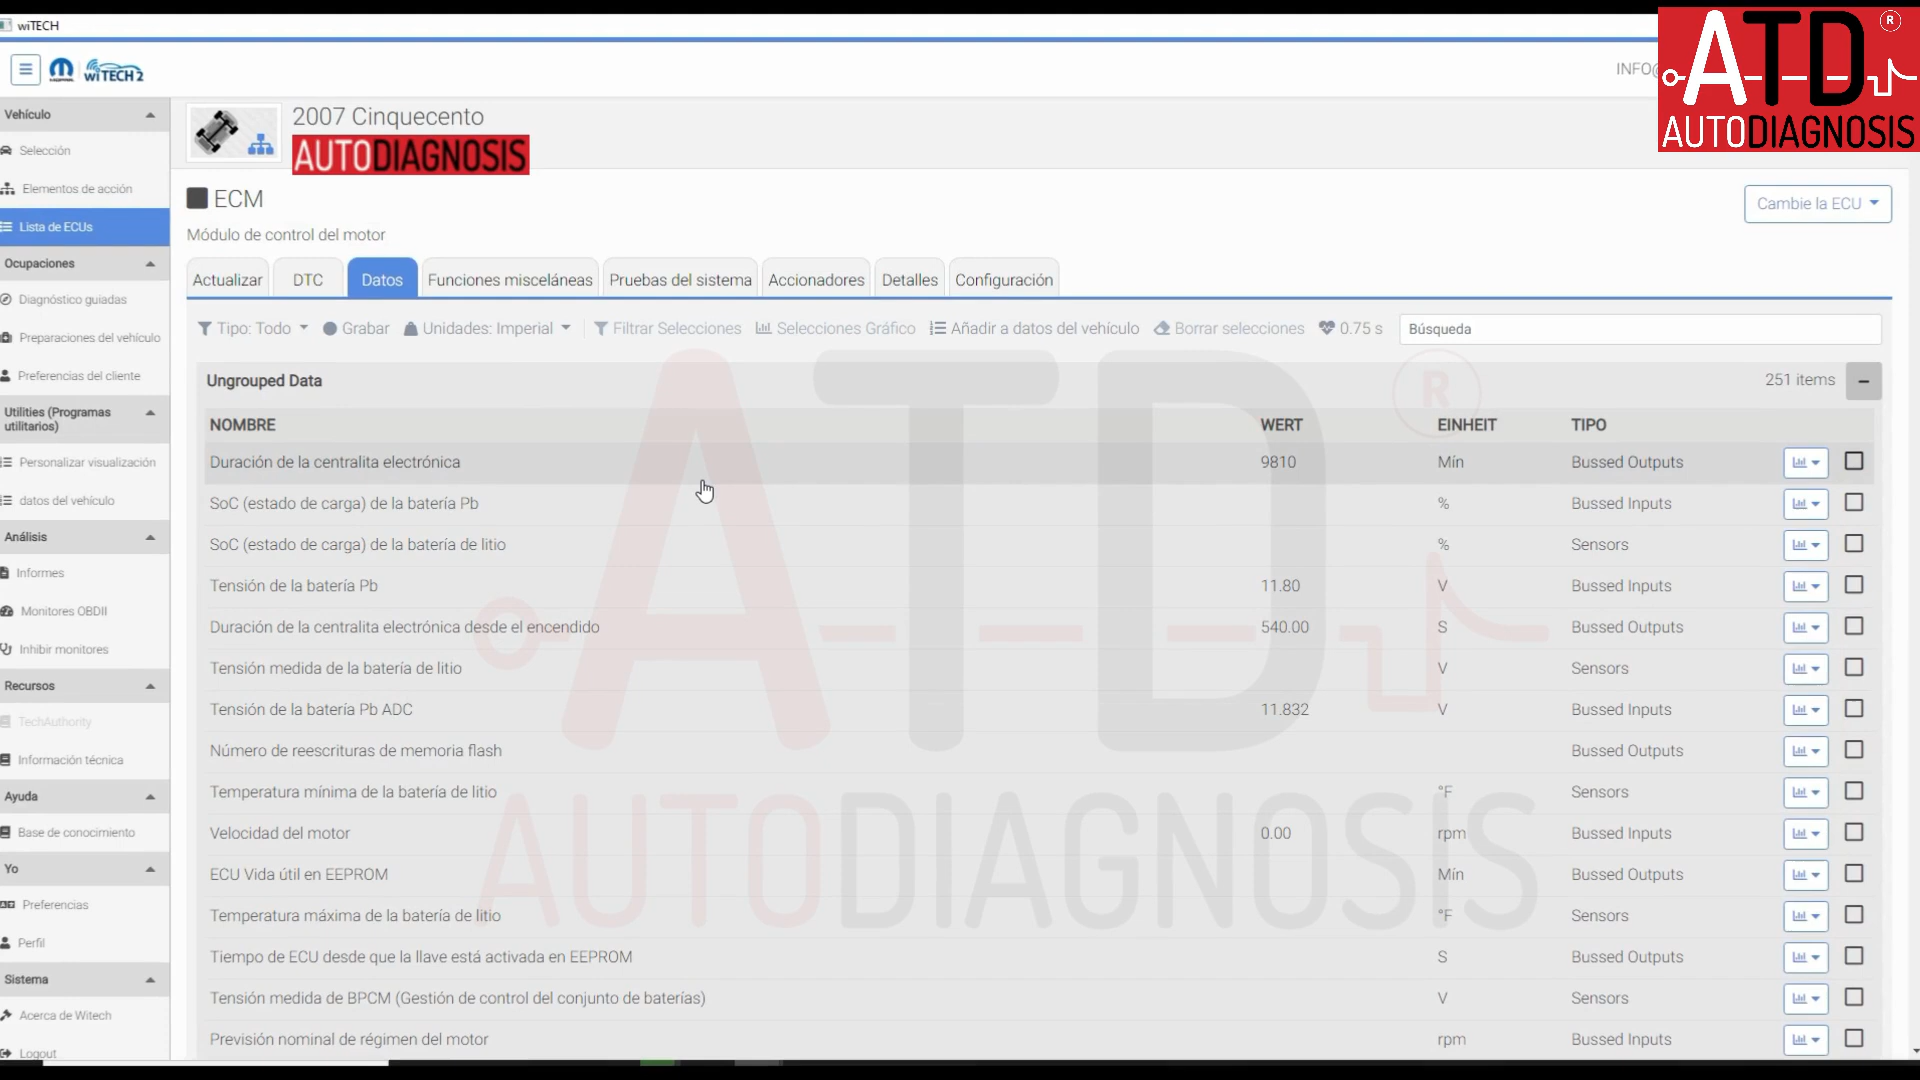 wiTECH
wiTECH 2
INFO@
ATD ®
AUTODIAGNOSIS
Vehículo
Selección
Elementos de acción
Lista de ECUs
Ocupaciones
Diagnóstico guiadas
Preparaciones del vehículo
Preferencias del cliente
Utilities (Programas
utilitarios)
Personalizar visualización
datos del vehículo
Análisis
Informes
Monitores OBDII
Inhibir monitores
Recursos
TechAuthority
Información técnica
Ayuda
Base de conocimiento
Yo
Preferencias
Perfil
Sistema
Acerca de Witech
Logout
2007 Cinquecento
AUTODIAGNOSIS
ECM
Cambie la ECU
Módulo de control del motor
Actualizar DTC Datos Funciones misceláneas Pruebas del sistema Accionadores Detalles Configuración
Tipo: Todo Grabar Unidades: Imperial Filtrar Selecciones Selecciones Gráfico Añadir a datos del vehículo Borrar selecciones 0.75 s Búsqueda
Ungrouped Data 251 items
NOMBRE WERT EINHEIT TIPO
Duración de la centralita electrónica 9810 Mín Bussed Outputs
SoC (estado de carga) de la batería Pb % Bussed Inputs
SoC (estado de carga) de la batería de litio % Sensors
Tensión de la batería Pb 11.80 V Bussed Inputs
Duración de la centralita electrónica desde el encendido 540.00 S Bussed Outputs
Tensión medida de la batería de litio V Sensors
Tensión de la batería Pb ADC 11.832 V Bussed Inputs
Número de reescrituras de memoria flash Bussed Outputs
Temperatura mínima de la batería de litio °F Sensors
Velocidad del motor 0.00 rpm Bussed Inputs
ECU Vida útil en EEPROM Mín Bussed Outputs
Temperatura máxima de la batería de litio °F Sensors
Tiempo de ECU desde que la llave está activada en EEPROM S Bussed Outputs
Tensión medida de BPCM (Gestión de control del conjunto de baterías) V Sensors
Previsión nominal de régimen del motor rpm Bussed Inputs
ATD ®
AUTODIAGNOSIS